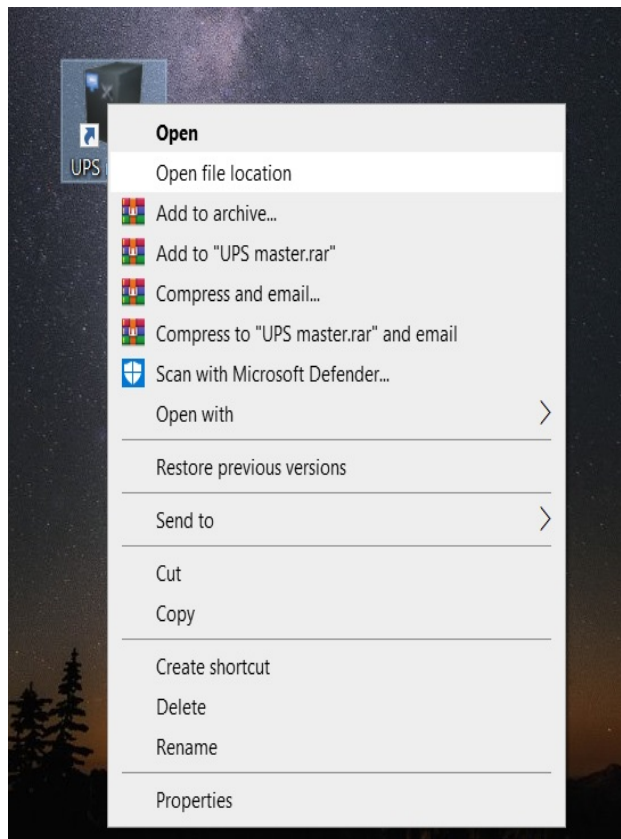 UPS
Open
Open file location
Add to archive...
Add to "UPS master.rar"
Compress and email...
Compress to "UPS master.rar" and email
Scan with Microsoft Defender...
Open with
Restore previous versions
Send to
Cut
Copy
Create shortcut
Delete
Rename
Properties